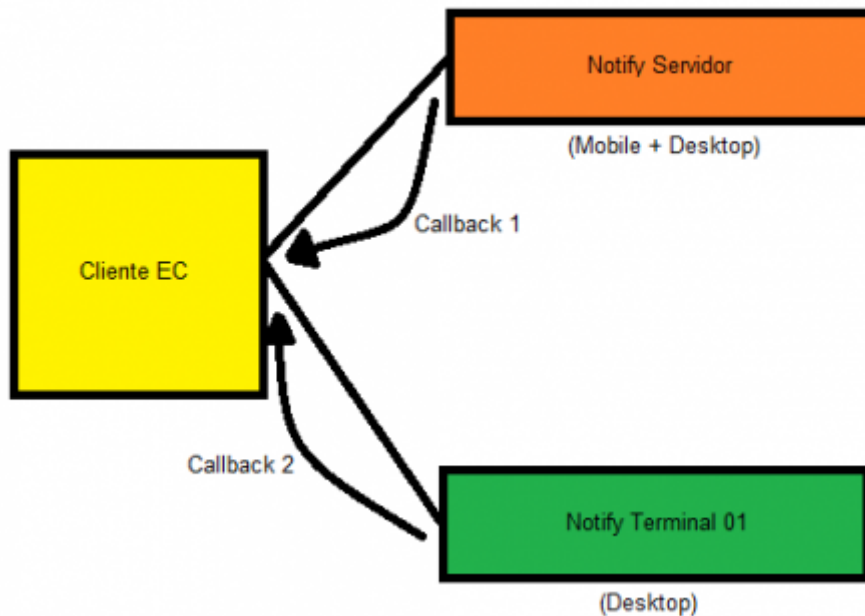 Notify Servidor
(Mobile + Desktop)
Callback 1
Cliente EC
Callback 2
Notify Terminal 01
(Desktop)